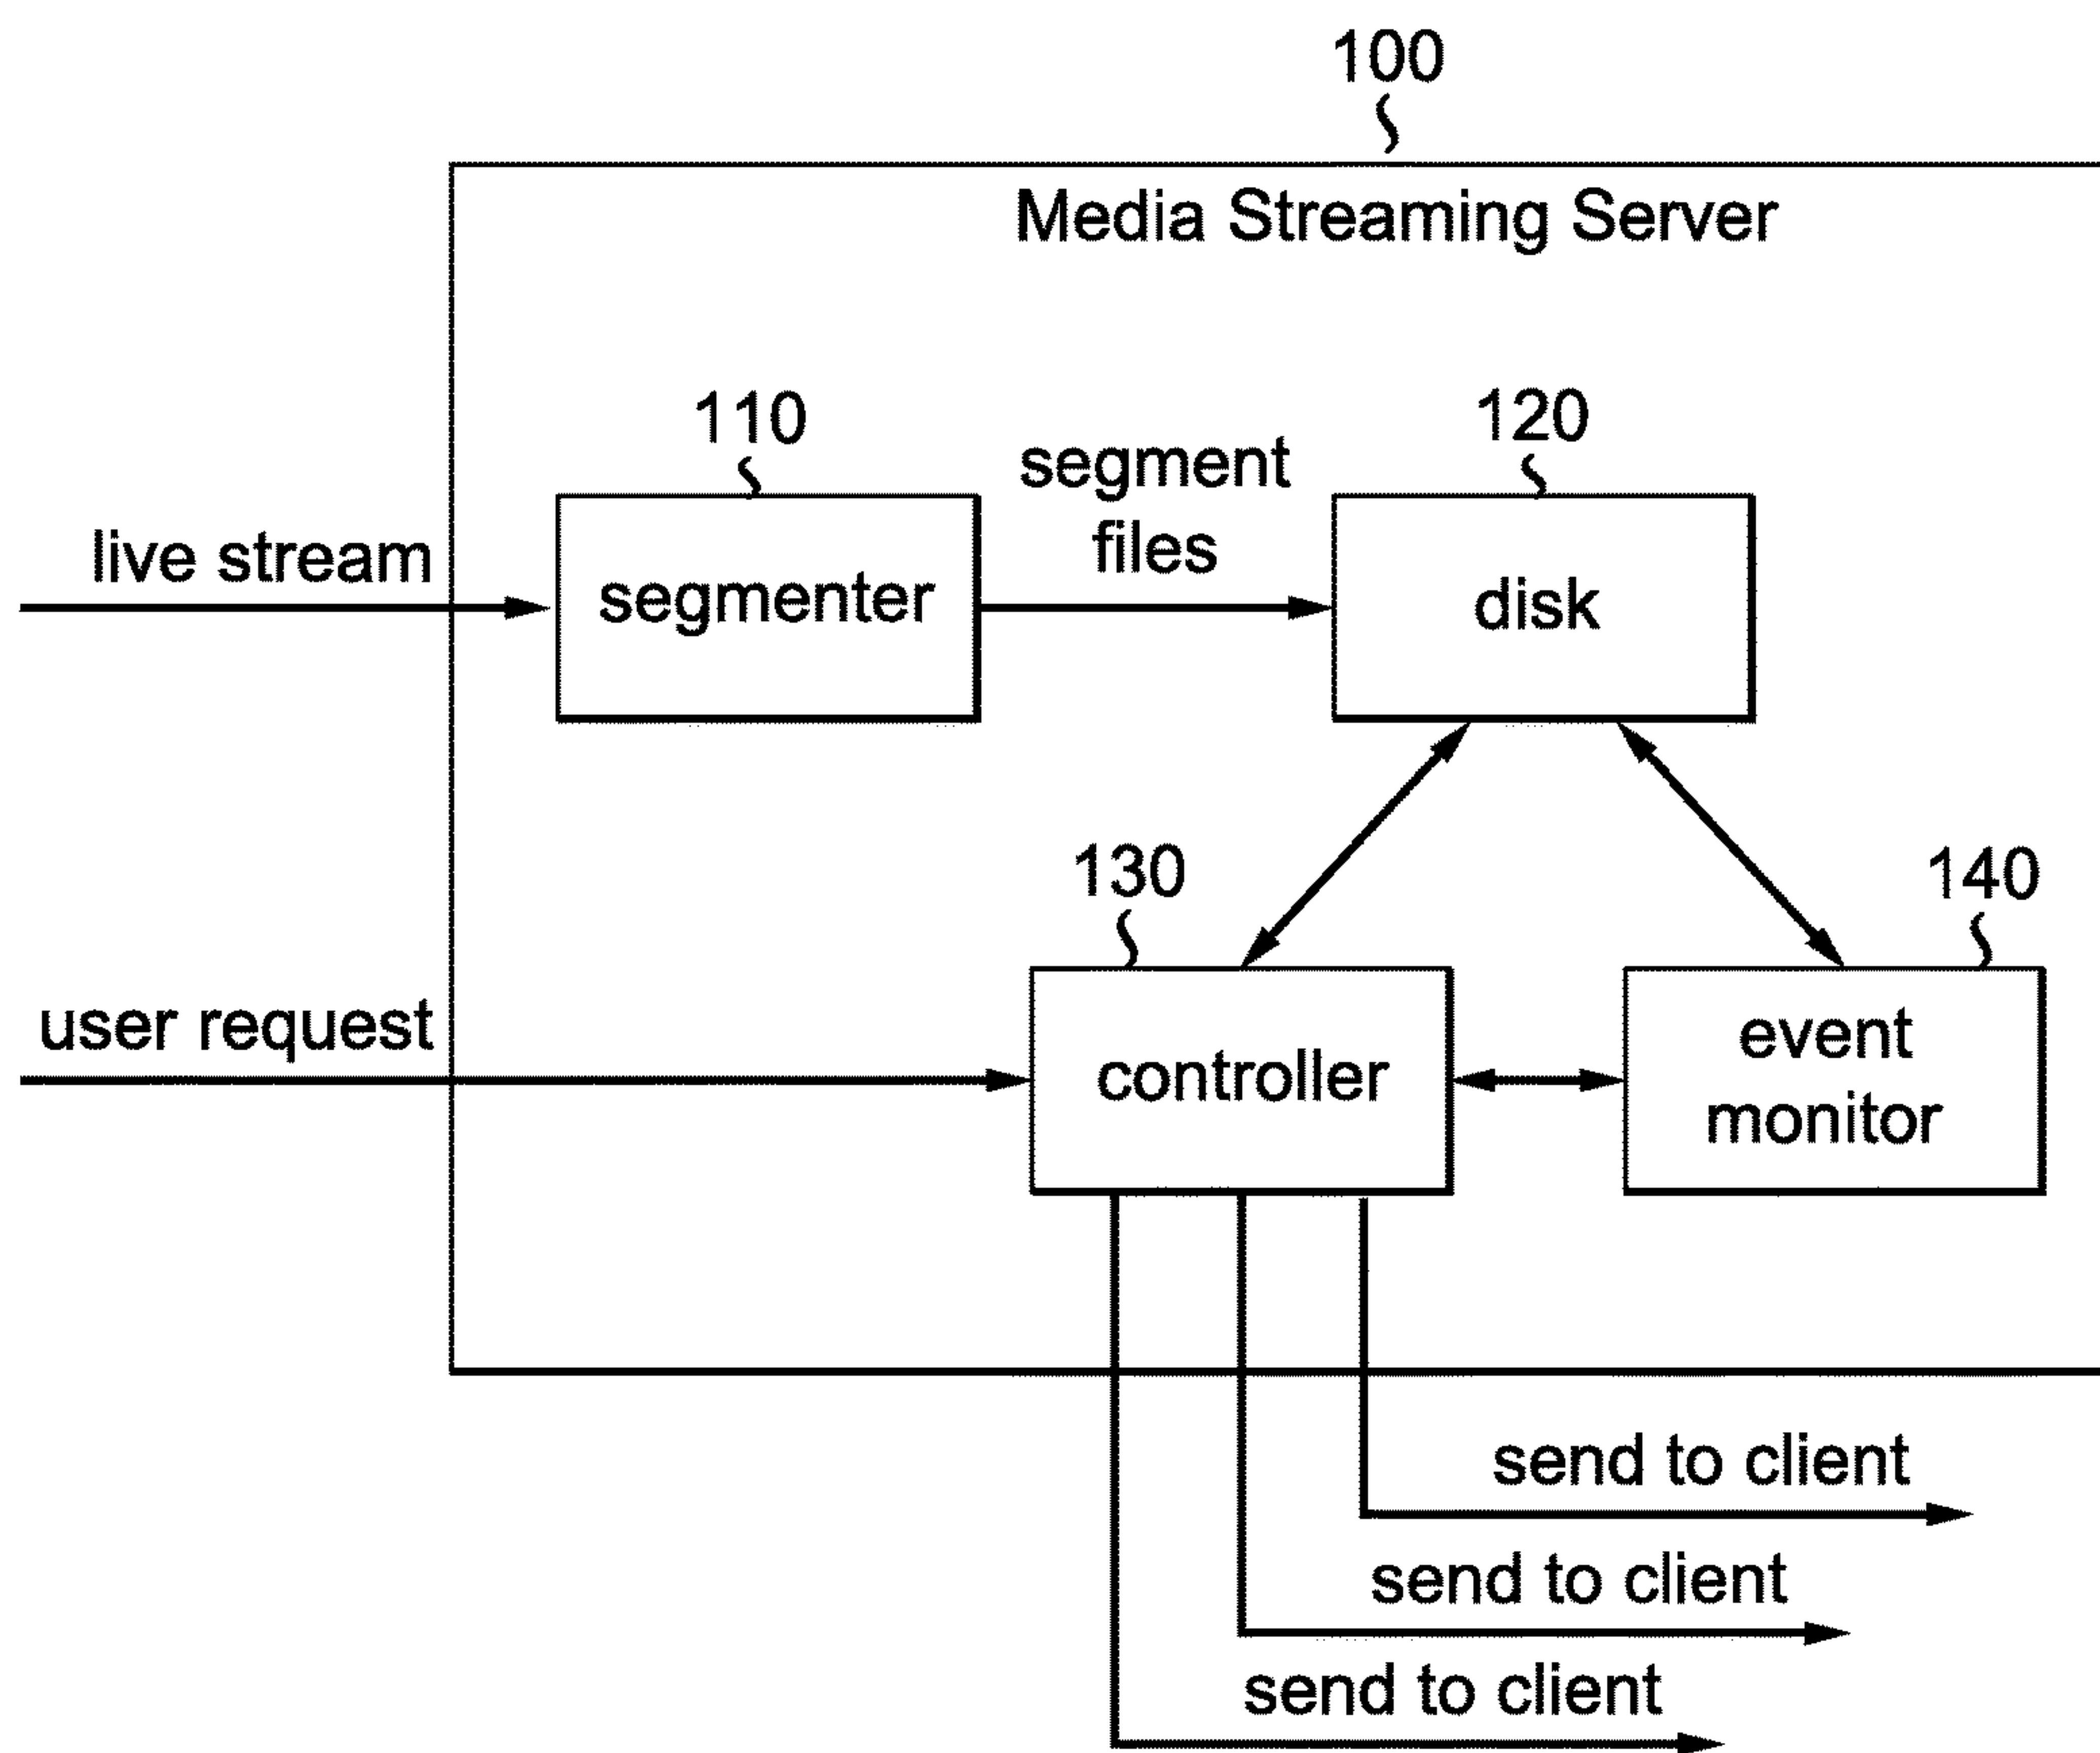 100
Media Streaming Server
110
120
segment
files
live stream
segmenter
disk
130
140
user request
controller
event
monitor
send to client
send to client
send to client